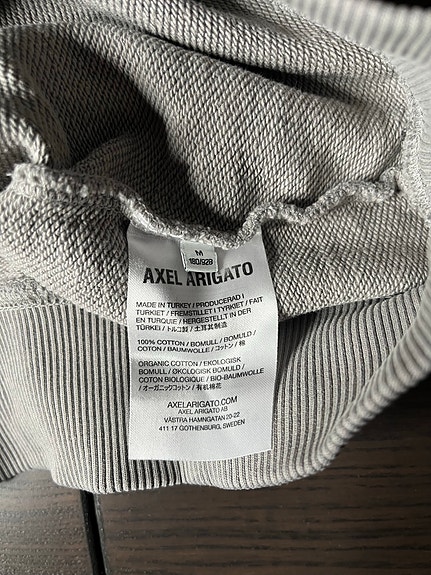 M
180/92B
AXEL ARIGATO
MADE IN TURKEY / PRODUCERAD I
TURKIET / FREMSTILLET I TYRKIET / FAIT
EN TURQUIE / HERGESTELLT IN DER
TÜRKEI / トルコ製 / 土耳其制造
100% COTTON / BOMULL / BOMULD /
COTON / BAUMWOLLE / コットン / 棉
ORGANIC COTTON / EKOLOGISK
BOMULL / ØKOLOGISK BOMULD /
COTON BIOLOGIQUE / BIO-BAUMWOLLE
/ オーガニックコットン / 有机棉花
AXELARIGATO.COM
AXEL ARIGATO AB
VÄSTRA HAMNGATAN 20-22
411 17 GOTHENBURG, SWEDEN